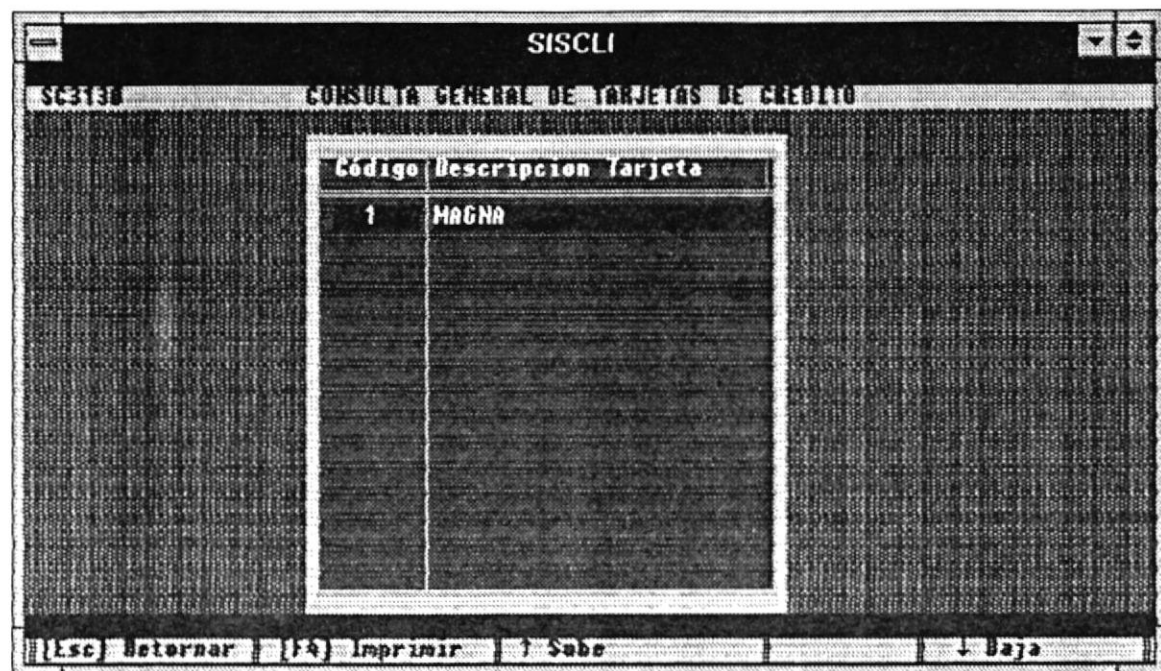 SISCLI
SC3130 CONSULTA GENERAL DE TARJETAS DE CREDITO
Código Descripcion Tarjeta
1 MAGNA
[Esc] Retornar [F4] Imprimir ↑ Sube ↓ Baja